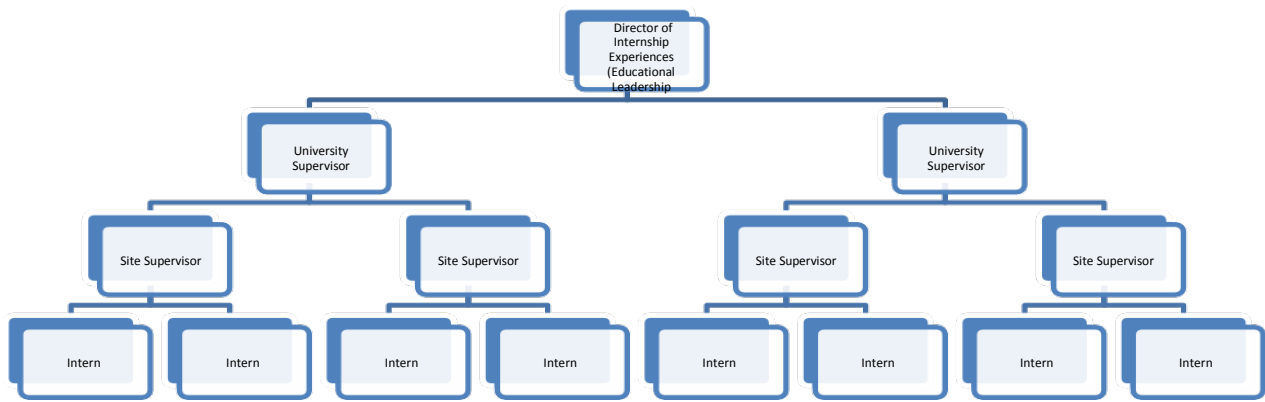 Director of
Internship
Experiences
(Educational
Leadership
University
Supervisor
University
Supervisor
Site Supervisor
Site Supervisor
Site Supervisor
Site Supervisor
Intern
Intern
Intern
Intern
Intern
Intern
Intern
Intern